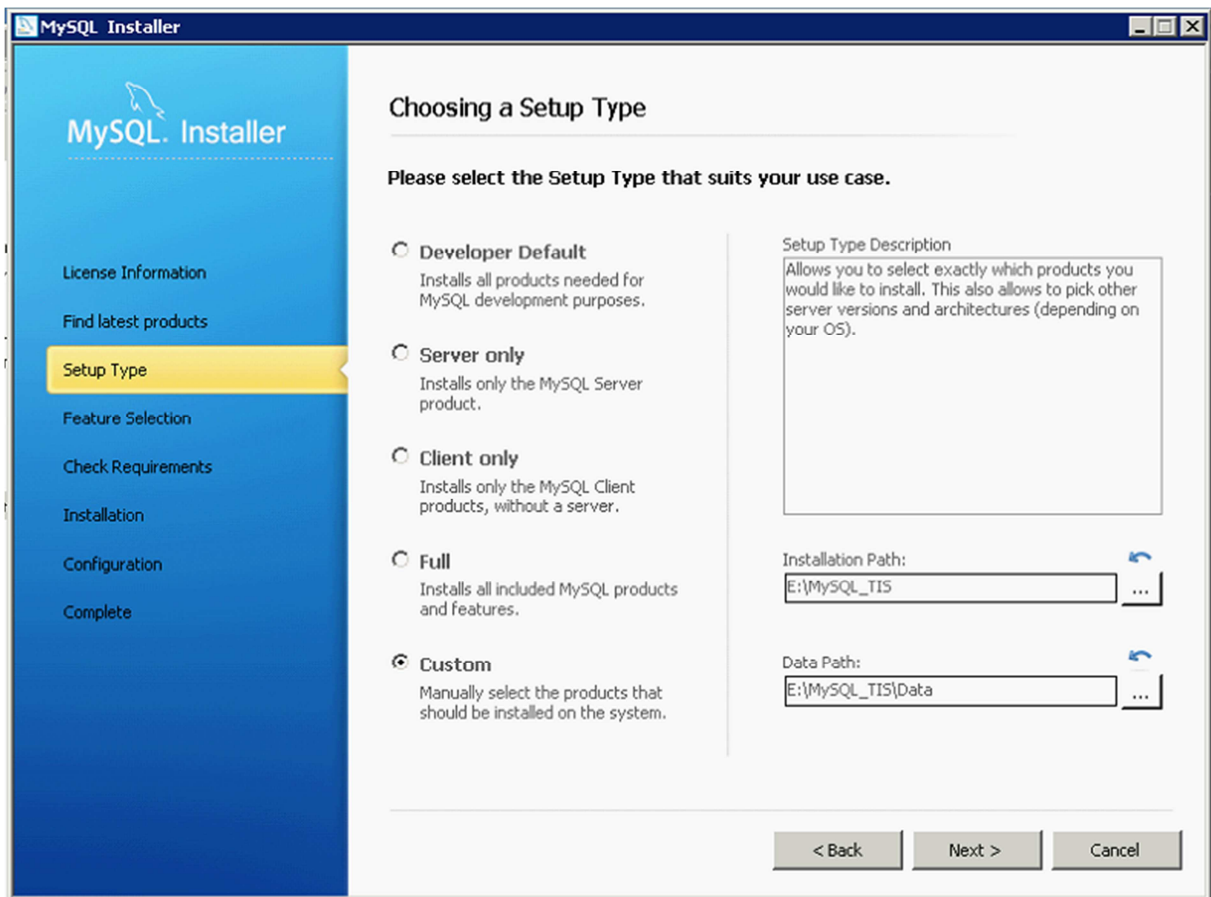 MySQL Installer
MySQL. Installer
License Information
Find latest products
Setup Type
Feature Selection
Check Requirements
Installation
Configuration
Complete
Choosing a Setup Type
Please select the Setup Type that suits your use case.
Developer Default
Installs all products needed for
MySQL development purposes.
Server only
Installs only the MySQL Server
product.
Client only
Installs only the MySQL Client
products, without a server.
Full
Installs all included MySQL products
and features.
Custom
Manually select the products that
should be installed on the system.
Setup Type Description
Allows you to select exactly which products you
would like to install. This also allows to pick other
server versions and architectures (depending on
your OS).
Installation Path:
E:\MySQL_TIS
...
Data Path:
E:\MySQL_TIS\Data
...
< Back
Next >
Cancel